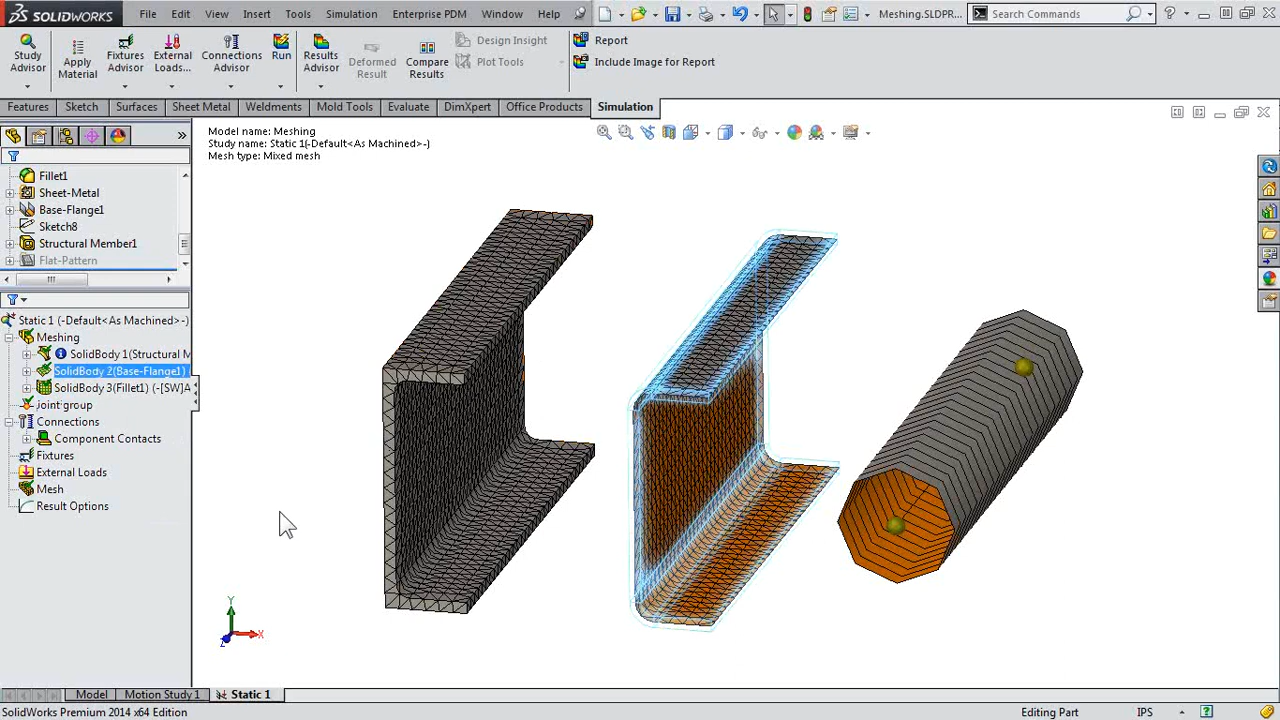 SOLIDWORKS File Edit View Insert Tools Simulation Enterprise PDM Window Help Meshing.SLDPR... Search Commands
Study Advisor
Apply Material
Fixtures Advisor
External Loads...
Connections Advisor
Run
Results Advisor
Deformed Result
Compare Results
Design Insight
Plot Tools
Report
Include Image for Report
Features Sketch Surfaces Sheet Metal Weldments Mold Tools Evaluate DimXpert Office Products Simulation
Model name: Meshing
Study name: Static 1(-Default<As Machined>-)
Mesh type: Mixed mesh
Fillet1
Sheet-Metal
Base-Flange1
Sketch8
Structural Member1
Flat-Pattern
Static 1 (-Default<As Machined>-)
Meshing
SolidBody 1(Structural M
SolidBody 2(Base-Flange1)
SolidBody 3(Fillet1) (-[SW]A
Joint group
Connections
Component Contacts
Fixtures
External Loads
Mesh
Result Options
Y
X
Z
Model Motion Study 1 Static 1
SolidWorks Premium 2014 x64 Edition Editing Part IPS